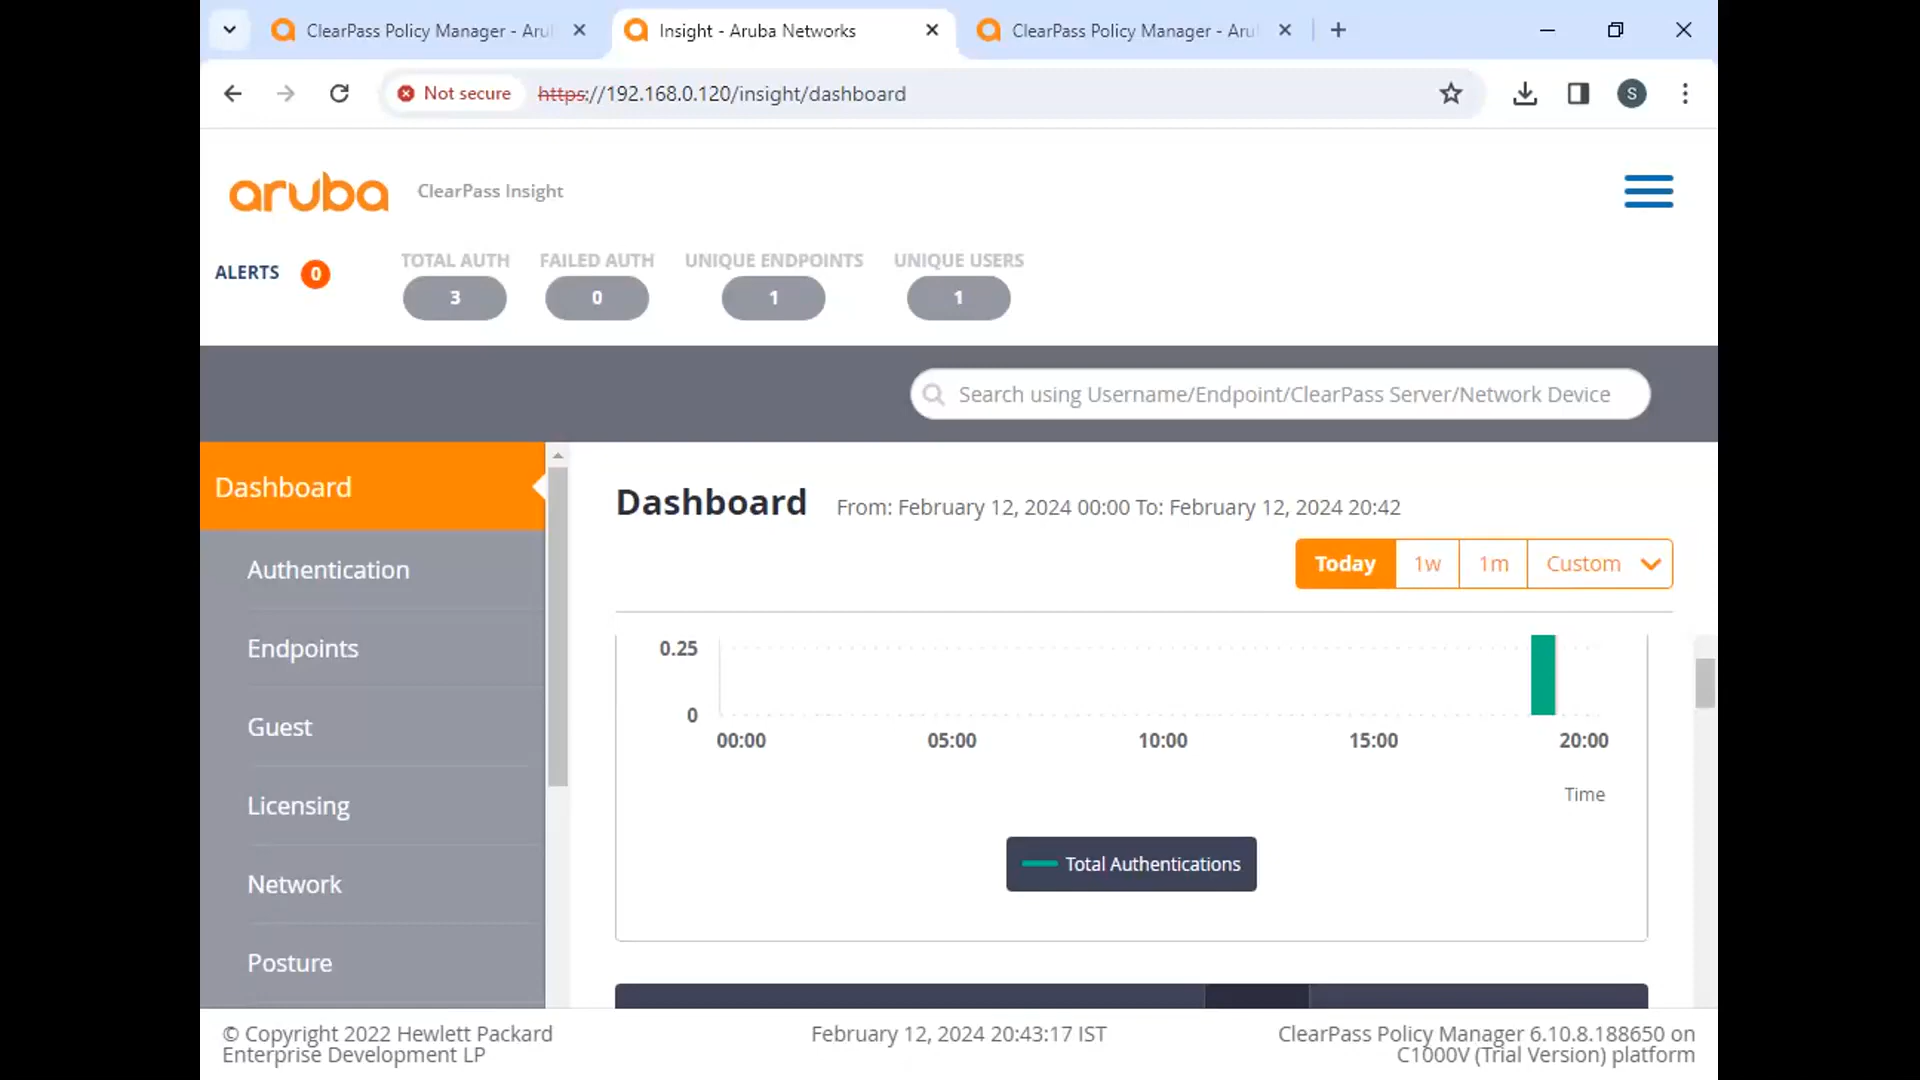 ClearPass Policy Manager - Aru
Insight - Aruba Networks
ClearPass Policy Manager - Aru
Not secure
https://192.168.0.120/insight/dashboard
S
aruba
ClearPass Insight
ALERTS 0
TOTAL AUTH
3
FAILED AUTH
0
UNIQUE ENDPOINTS
1
UNIQUE USERS
1
Search using Username/Endpoint/ClearPass Server/Network Device
Dashboard
Authentication
Endpoints
Guest
Licensing
Network
Posture
Dashboard
From: February 12, 2024 00:00 To: February 12, 2024 20:42
Today 1w 1m Custom
0.25
0
00:00 05:00 10:00 15:00 20:00
Time
Total Authentications
© Copyright 2022 Hewlett Packard
Enterprise Development LP
February 12, 2024 20:43:17 IST
ClearPass Policy Manager 6.10.8.188650 on
C1000V (Trial Version) platform